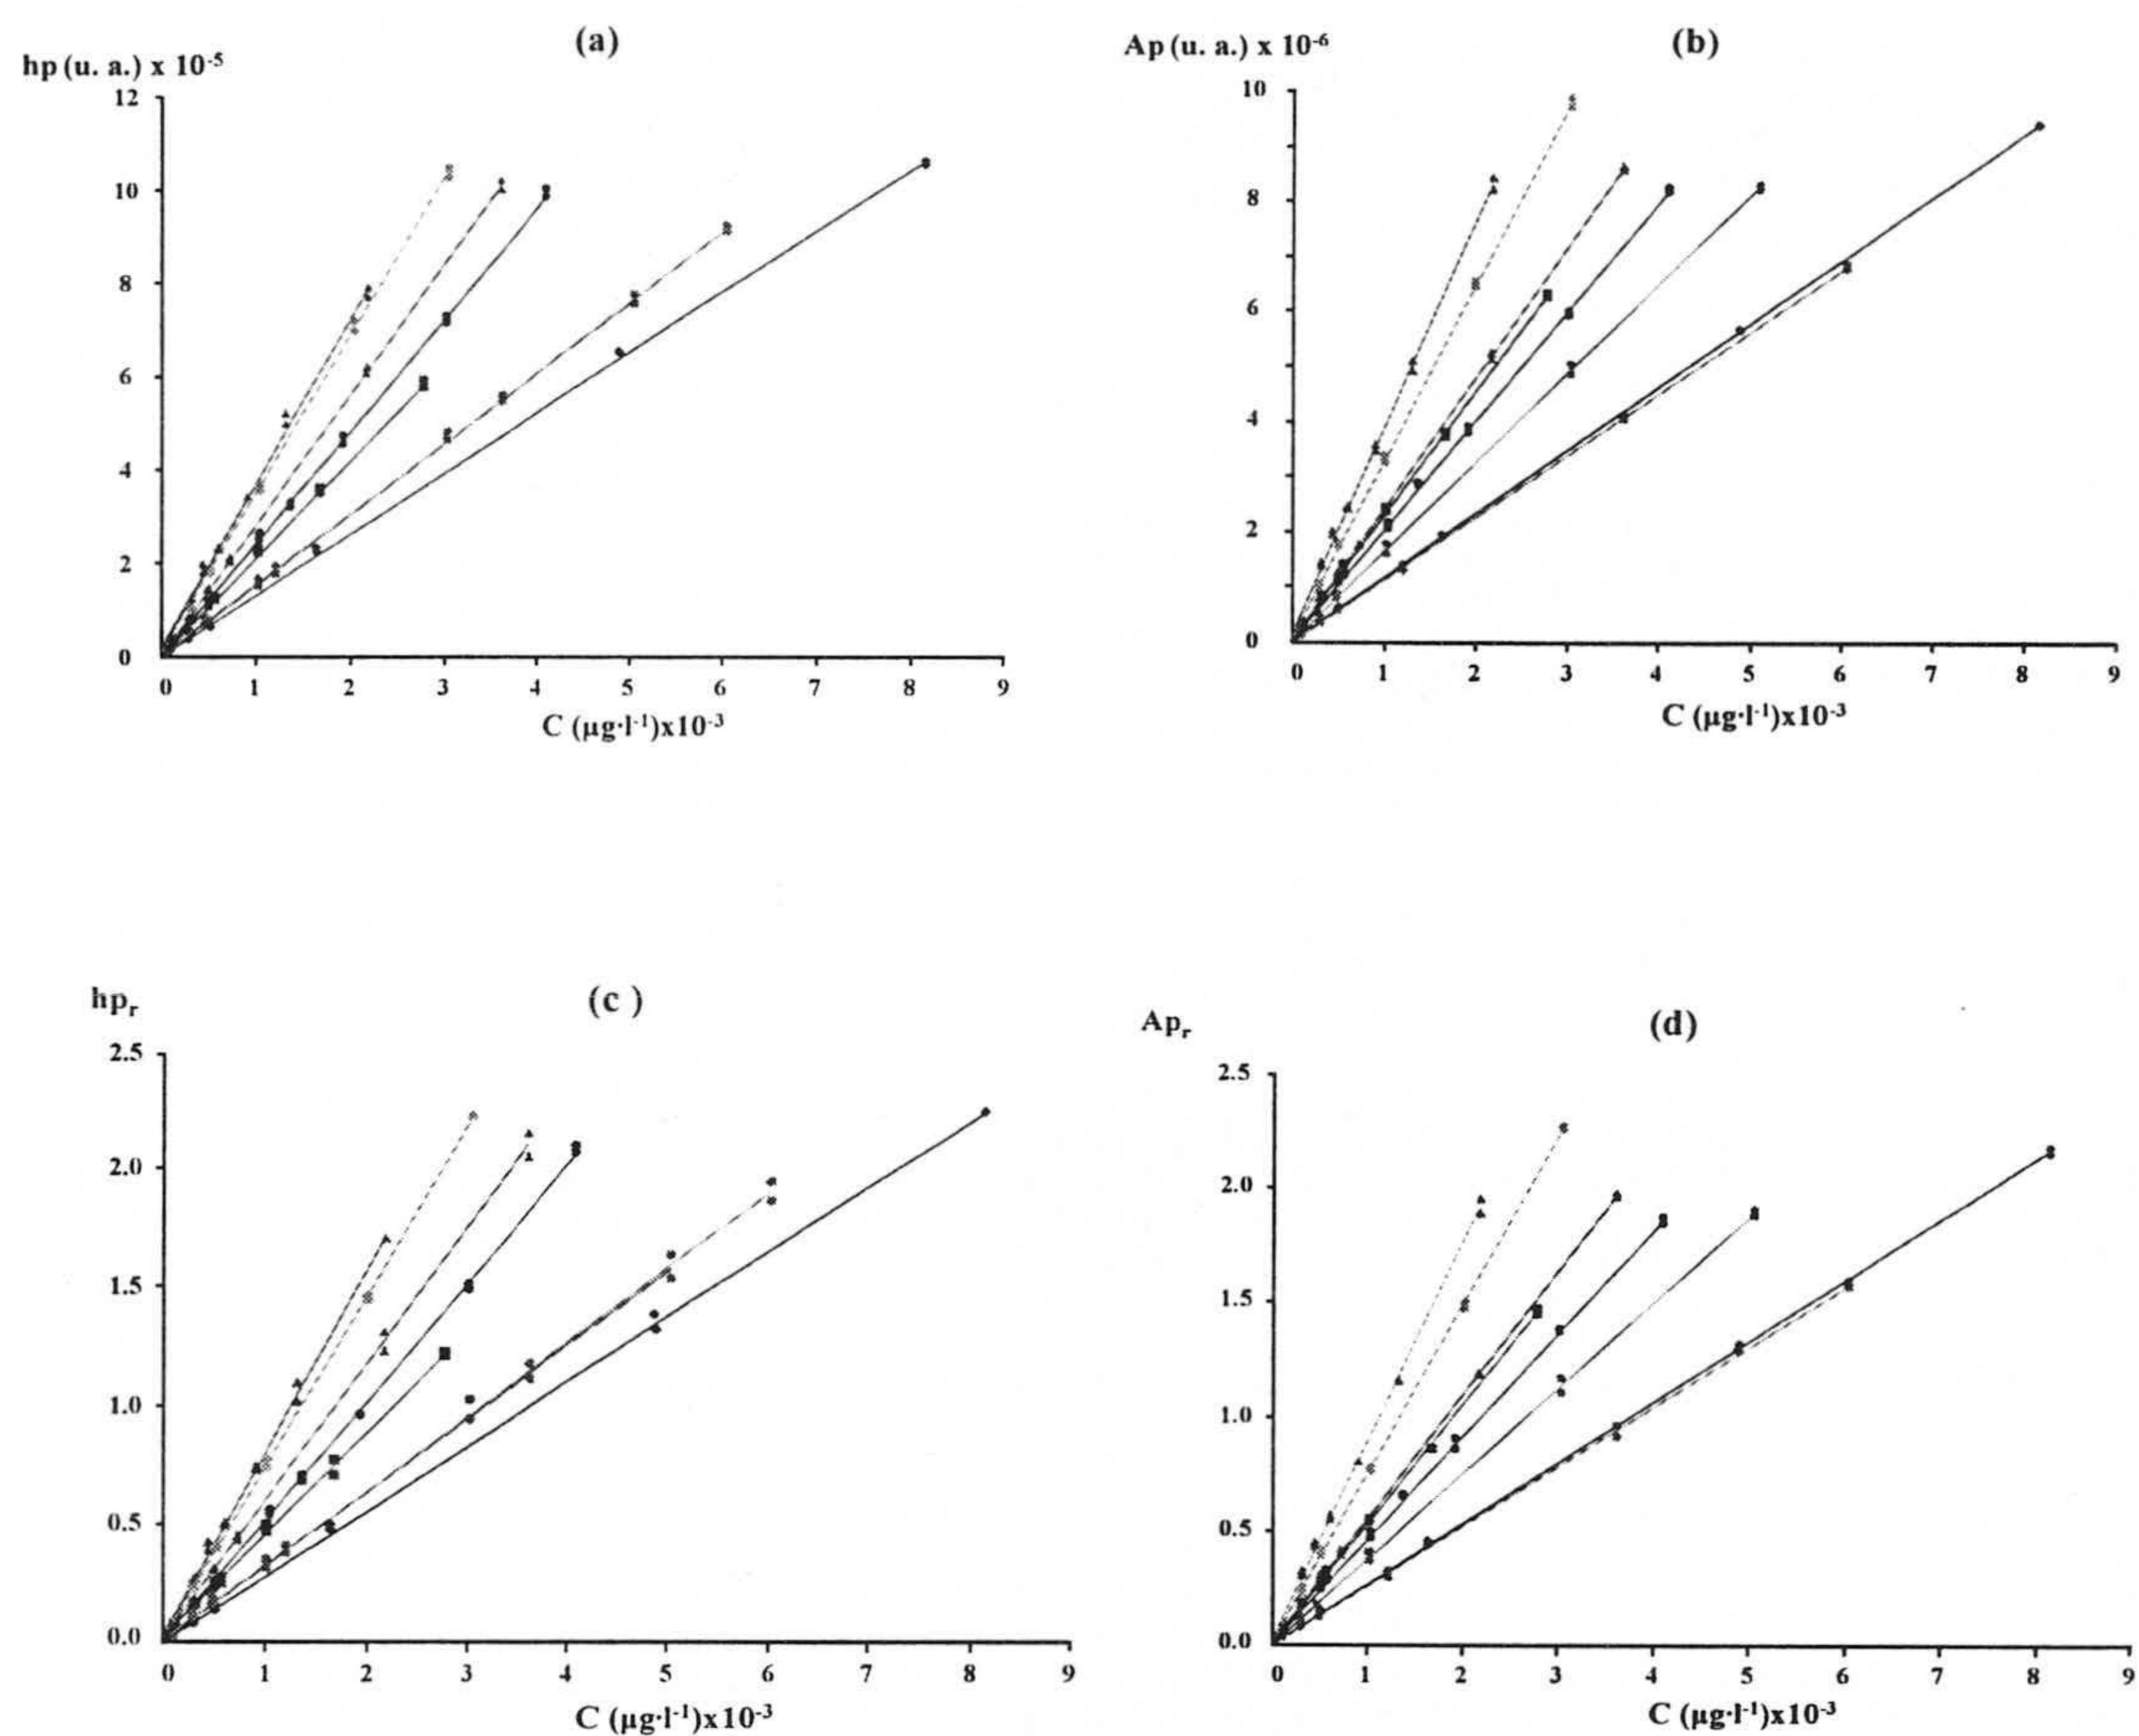 (a)
hp (u. a.) x 10⁻⁵
12
10
8
6
4
2
0
0 1 2 3 4 5 6 7 8 9
C (µg·l⁻¹)x10⁻³
(b)
Ap (u. a.) x 10⁻⁶
10
8
6
4
2
0
0 1 2 3 4 5 6 7 8 9
C (µg·l⁻¹)x10⁻³
(c )
hpᵣ
2.5
2.0
1.5
1.0
0.5
0.0
0 1 2 3 4 5 6 7 8 9
C (µg·l⁻¹)x10⁻³
(d)
Apᵣ
2.5
2.0
1.5
1.0
0.5
0.0
0 1 2 3 4 5 6 7 8 9
C (µg·l⁻¹)x10⁻³